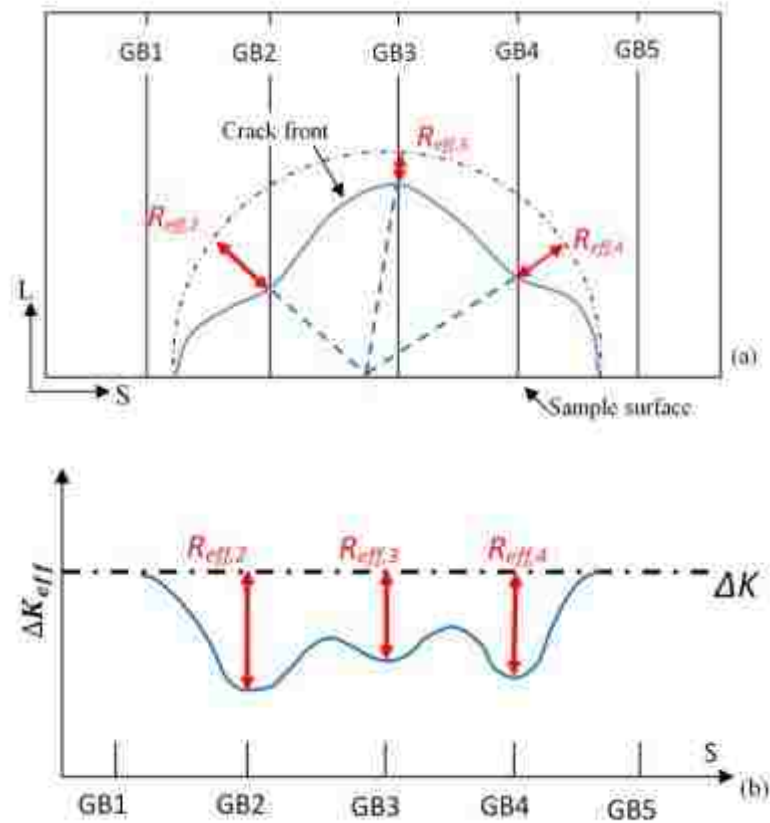 GB1 GB2 GB3 GB4 GB5
Crack front
R_eff,3
R_eff,2
R_eff,4
L
S
(a)
Sample surface
R_eff,2 R_eff,3 R_eff,4
ΔK_eff
ΔK
S
(b)
GB1 GB2 GB3 GB4 GB5